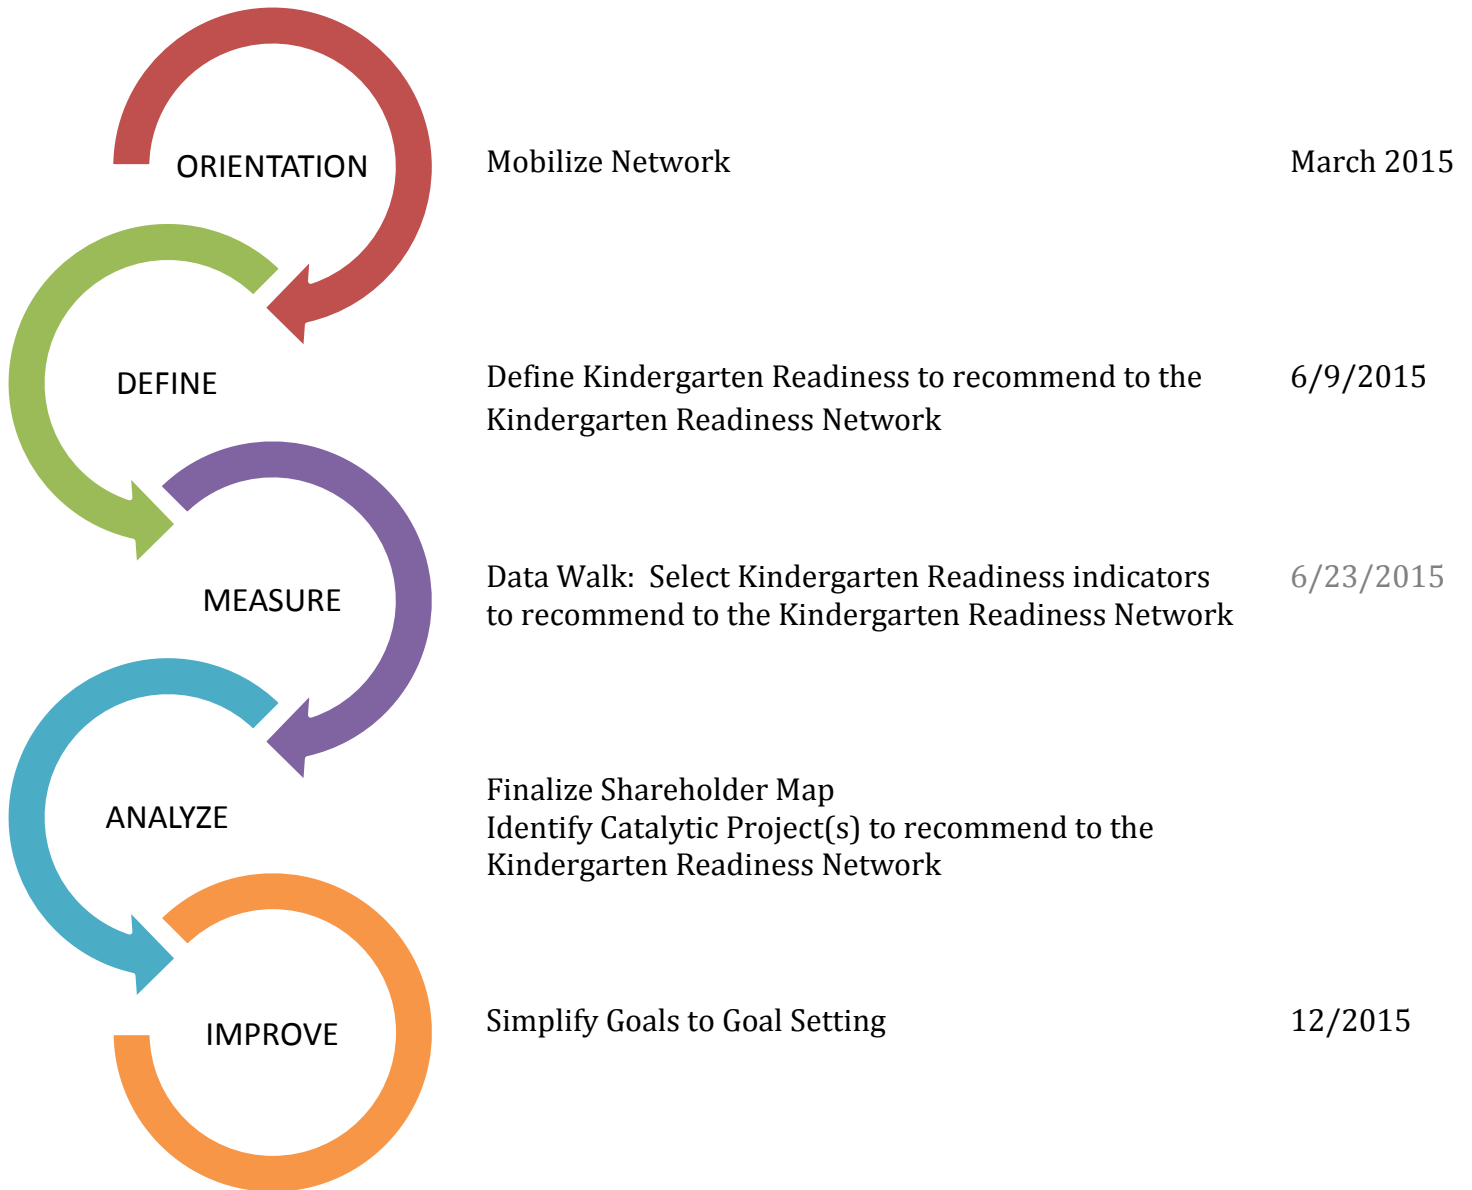 ORIENTATION Mobilize Network March 2015
DEFINE Define Kindergarten Readiness to recommend to the 6/9/2015
Kindergarten Readiness Network
MEASURE Data Walk: Select Kindergarten Readiness indicators 6/23/2015
to recommend to the Kindergarten Readiness Network
ANALYZE Finalize Shareholder Map
Identify Catalytic Project(s) to recommend to the
Kindergarten Readiness Network
IMPROVE Simplify Goals to Goal Setting 12/2015